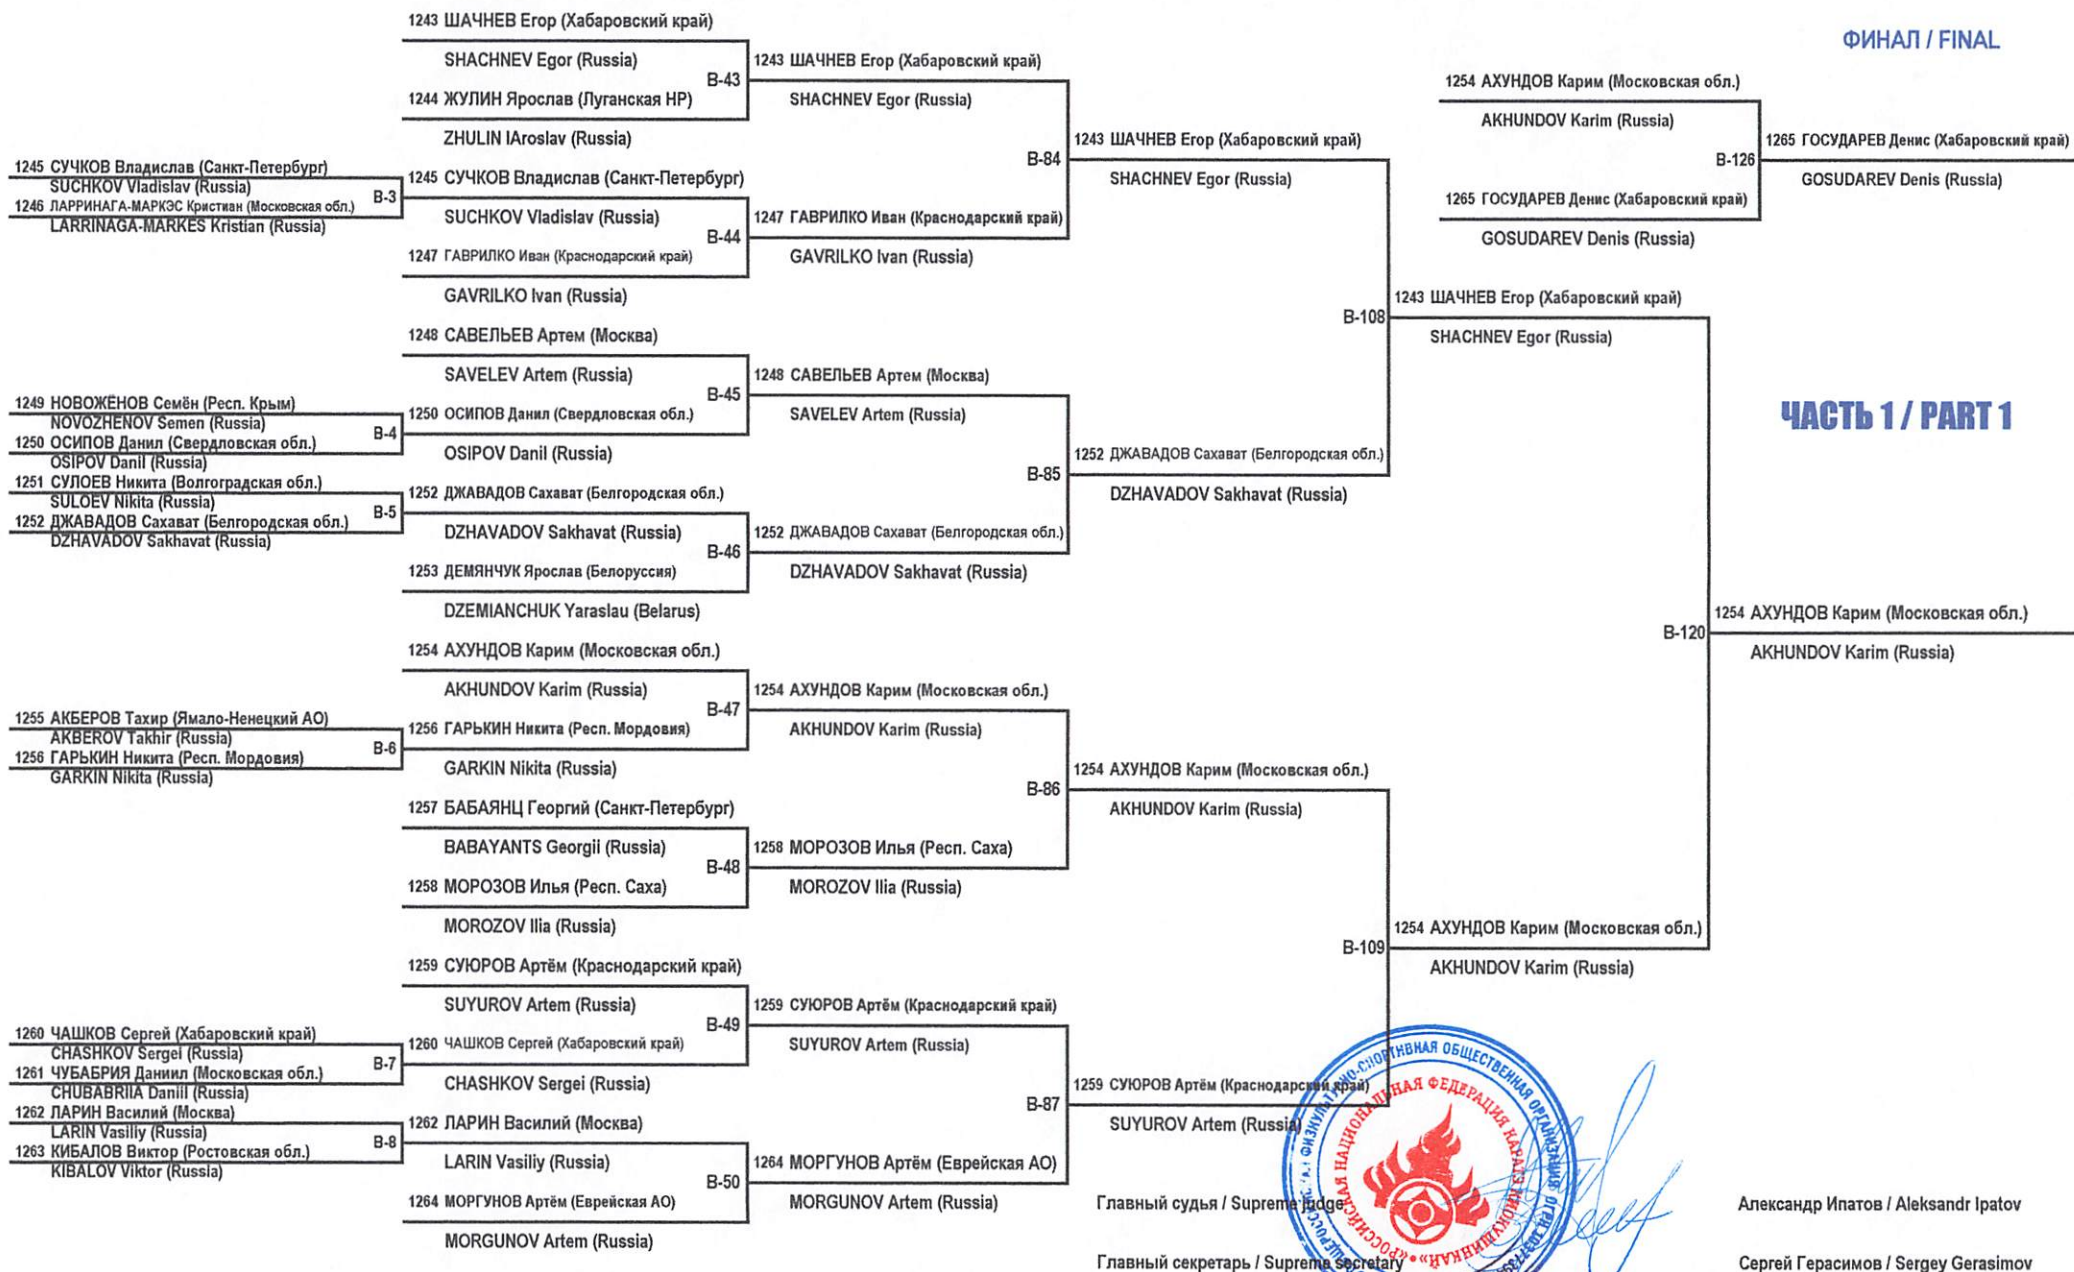 ФИНАЛ / FINAL
1254 АХУНДОВ Карим (Московская обл.)
AKHUNDOV Karim (Russia)
B-126
1265 ГОСУДАРЕВ Денис (Хабаровский край)
GOSUDAREV Denis (Russia)
1265 ГОСУДАРЕВ Денис (Хабаровский край)
GOSUDAREV Denis (Russia)
ЧАСТЬ 1 / PART 1
1245 СУЧКОВ Владислав (Санкт-Петербург)
SUCHKOV Vladislav (Russia)
1246 ЛАРРИНАГА-МАРКЭС Кристиан (Московская обл.)
LARRINAGA-MARKES Kristian (Russia)
B-3
1249 НОВОЖЁНОВ Семён (Респ. Крым)
NOVOZHENOV Semen (Russia)
1250 ОСИПОВ Данил (Свердловская обл.)
OSIPOV Danil (Russia)
B-4
1251 СУЛОЕВ Никита (Волгоградская обл.)
SULOEV Nikita (Russia)
1252 ДЖАВАДОВ Сахават (Белгородская обл.)
DZHAVADOV Sakhavat (Russia)
B-5
1255 АКБЕРОВ Тахир (Ямало-Ненецкий АО)
AKBEROV Takhir (Russia)
1256 ГАРЬКИН Никита (Респ. Мордовия)
GARKIN Nikita (Russia)
B-6
1260 ЧАШКОВ Сергей (Хабаровский край)
CHASHKOV Sergei (Russia)
1261 ЧУБАБРИЯ Даниил (Московская обл.)
CHUBABRIIA Daniil (Russia)
B-7
1262 ЛАРИН Василий (Москва)
LARIN Vasiliy (Russia)
1263 КИБАЛОВ Виктор (Ростовская обл.)
KIBALOV Viktor (Russia)
B-8
1243 ШАЧНЕВ Егор (Хабаровский край)
SHACHNEV Egor (Russia)
1244 ЖУЛИН Ярослав (Луганская НР)
ZHULIN IAroslav (Russia)
B-43
1245 СУЧКОВ Владислав (Санкт-Петербург)
SUCHKOV Vladislav (Russia)
1247 ГАВРИЛКО Иван (Краснодарский край)
GAVRILKO Ivan (Russia)
B-44
1248 САВЕЛЬЕВ Артем (Москва)
SAVELEV Artem (Russia)
1250 ОСИПОВ Данил (Свердловская обл.)
OSIPOV Danil (Russia)
B-45
1252 ДЖАВАДОВ Сахават (Белгородская обл.)
DZHAVADOV Sakhavat (Russia)
1253 ДЕМЯНЧУК Ярослав (Белоруссия)
DZEMIANCHUK Yaraslau (Belarus)
B-46
1254 АХУНДОВ Карим (Московская обл.)
AKHUNDOV Karim (Russia)
1256 ГАРЬКИН Никита (Респ. Мордовия)
GARKIN Nikita (Russia)
B-47
1257 БАБАЯНЦ Георгий (Санкт-Петербург)
BABAYANTS Georgii (Russia)
1258 МОРОЗОВ Илья (Респ. Саха)
MOROZOV Ilia (Russia)
B-48
1259 СУЮРОВ Артём (Краснодарский край)
SUYUROV Artem (Russia)
1260 ЧАШКОВ Сергей (Хабаровский край)
CHASHKOV Sergei (Russia)
B-49
1262 ЛАРИН Василий (Москва)
LARIN Vasiliy (Russia)
1264 МОРГУНОВ Артём (Еврейская АО)
MORGUNOV Artem (Russia)
B-50
1243 ШАЧНЕВ Егор (Хабаровский край)
SHACHNEV Egor (Russia)
1247 ГАВРИЛКО Иван (Краснодарский край)
GAVRILKO Ivan (Russia)
B-84
1248 САВЕЛЬЕВ Артем (Москва)
SAVELEV Artem (Russia)
1252 ДЖАВАДОВ Сахават (Белгородская обл.)
DZHAVADOV Sakhavat (Russia)
B-85
1254 АХУНДОВ Карим (Московская обл.)
AKHUNDOV Karim (Russia)
1258 МОРОЗОВ Илья (Респ. Саха)
MOROZOV Ilia (Russia)
B-86
1259 СУЮРОВ Артём (Краснодарский край)
SUYUROV Artem (Russia)
1264 МОРГУНОВ Артём (Еврейская АО)
MORGUNOV Artem (Russia)
B-87
1243 ШАЧНЕВ Егор (Хабаровский край)
SHACHNEV Egor (Russia)
1252 ДЖАВАДОВ Сахават (Белгородская обл.)
DZHAVADOV Sakhavat (Russia)
B-108
1254 АХУНДОВ Карим (Московская обл.)
AKHUNDOV Karim (Russia)
1259 СУЮРОВ Артём (Краснодарский край)
SUYUROV Artem (Russia)
B-109
1243 ШАЧНЕВ Егор (Хабаровский край)
SHACHNEV Egor (Russia)
1254 АХУНДОВ Карим (Московская обл.)
AKHUNDOV Karim (Russia)
B-120
1254 АХУНДОВ Карим (Московская обл.)
AKHUNDOV Karim (Russia)
ФИЗКУЛЬТУРНО-СПОРТИВНАЯ ОБЩЕСТВЕННАЯ ОРГАНИЗАЦИЯ
«РОССИЙСКАЯ НАЦИОНАЛЬНАЯ ФЕДЕРАЦИЯ КАРАТЭ КИОКУШИНКАЙ»
Главный судья / Supreme judge
Александр Ипатов / Aleksandr Ipatov
Главный секретарь / Supreme secretary
Сергей Герасимов / Sergey Gerasimov